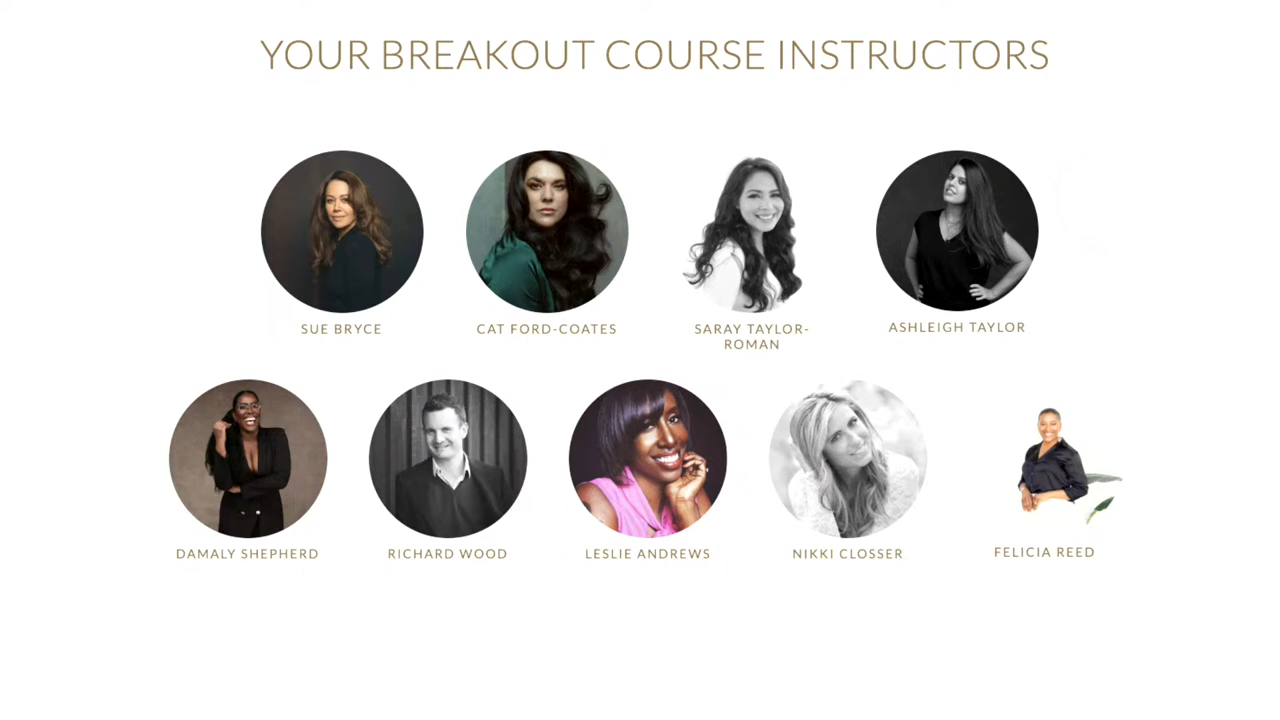 YOUR BREAKOUT COURSE INSTRUCTORS
SUE BRYCE
CAT FORD-COATES
SARAY TAYLOR-
ROMAN
ASHLEIGH TAYLOR
DAMALY SHEPHERD
RICHARD WOOD
LESLIE ANDREWS
NIKKI CLOSSER
FELICIA REED